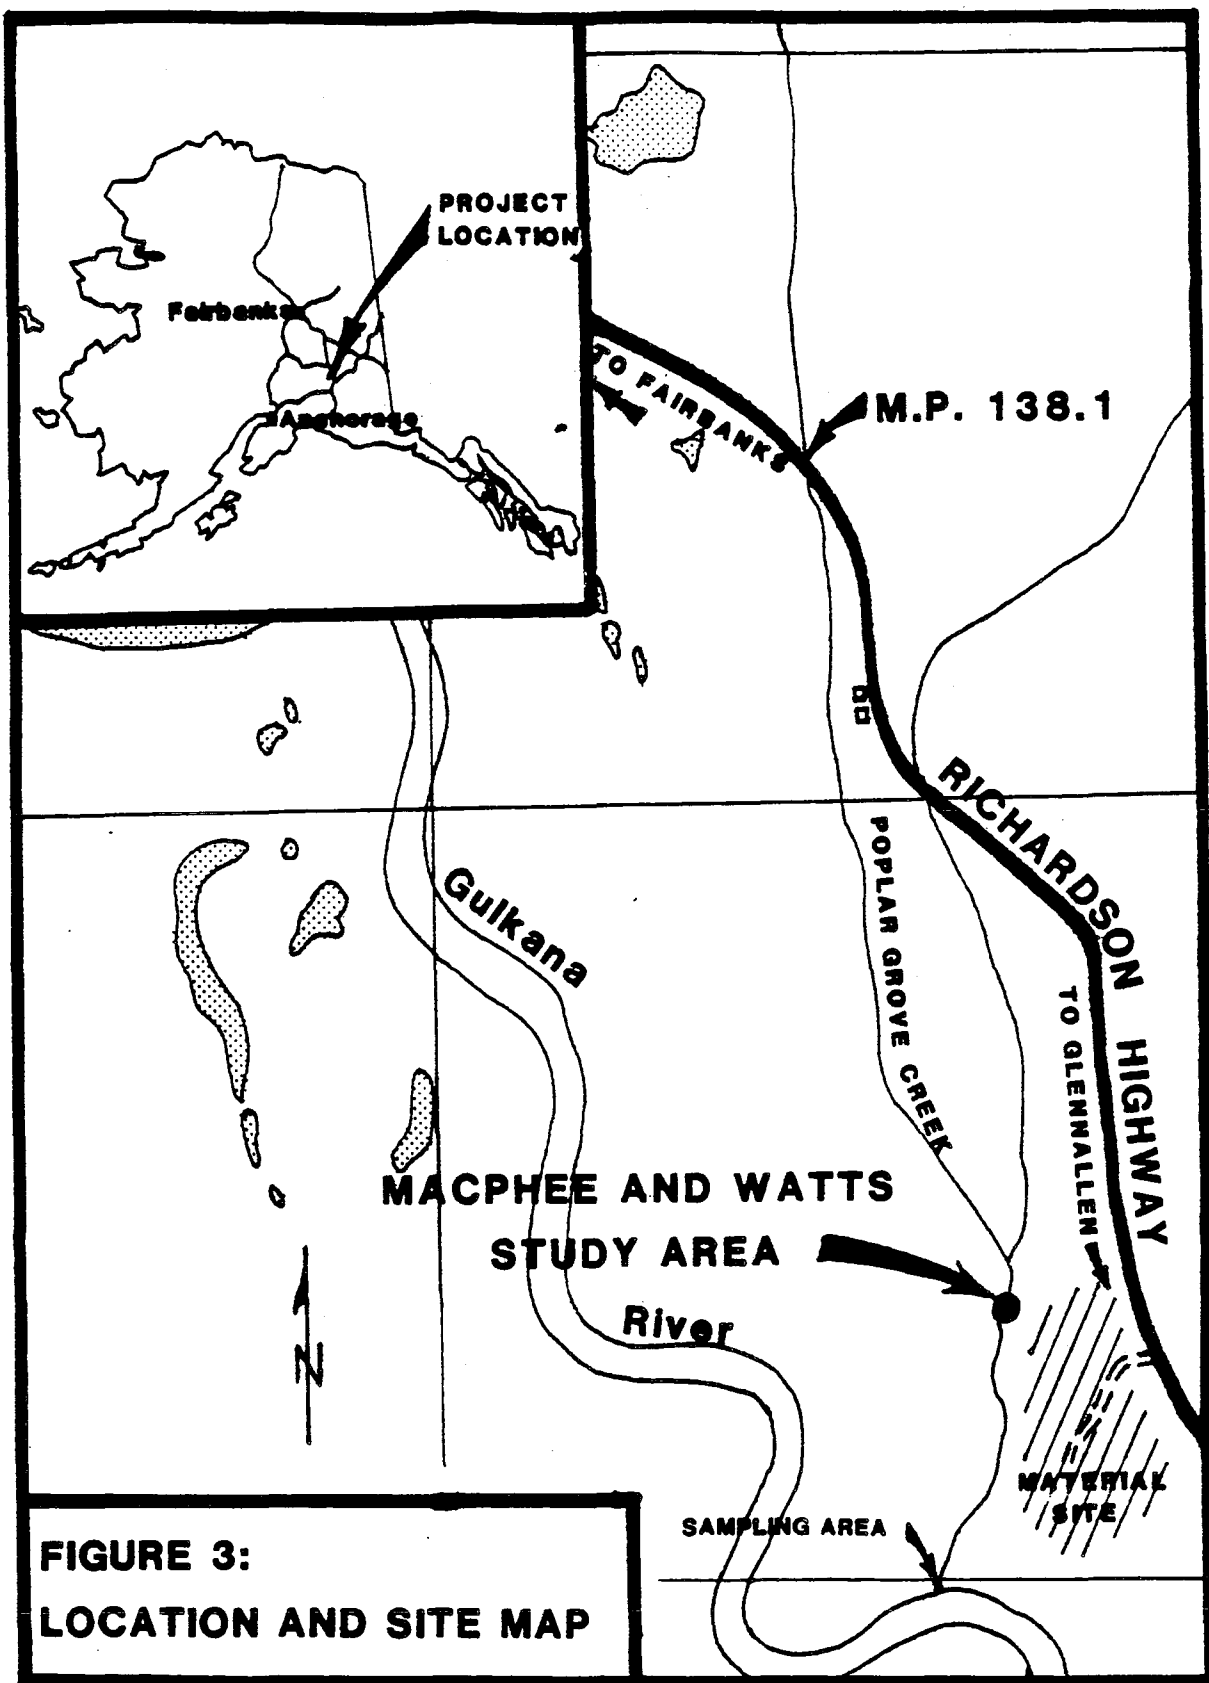 PROJECT
LOCATION
Fairbanks
Anchorage
TO FAIRBANKS
M.P. 138.1
RICHARDSON HIGHWAY
POPLAR GROVE CREEK
TO GLENNALLEN
Gulkana
River
MACPHEE AND WATTS
STUDY AREA
N
MATERIAL
SITE
SAMPLING AREA
FIGURE 3:
LOCATION AND SITE MAP